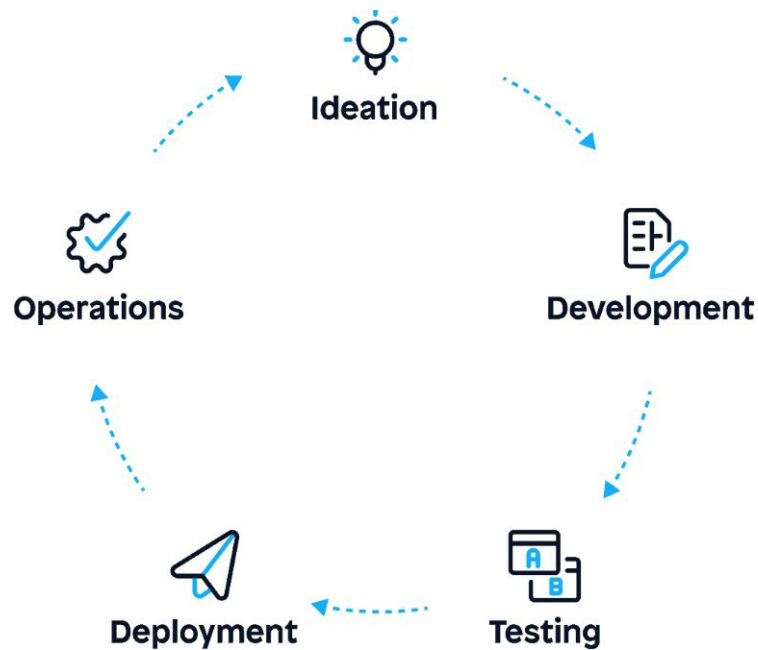 Ideation
Development
A
B
Testing
Deployment
Operations